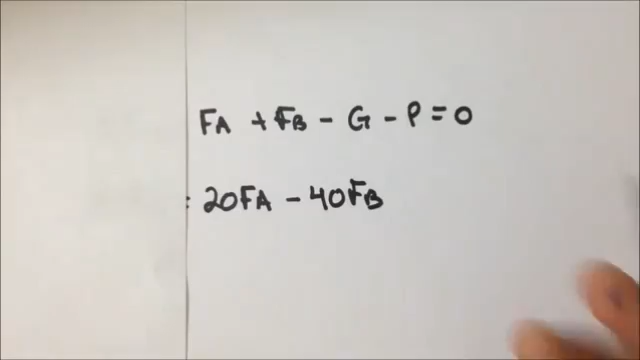 FA + FB - G - P = 0
: 20FA - 40FB